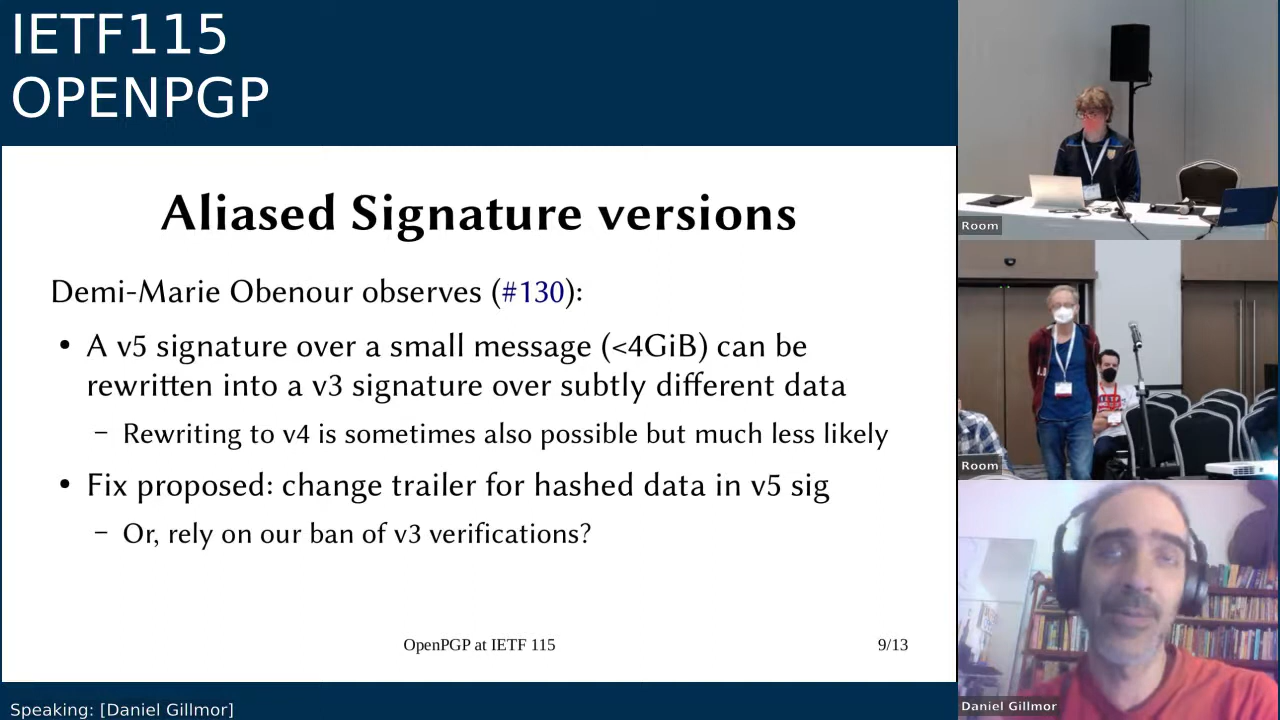 IETF115
OPENPGP
Aliased Signature versions
Demi-Marie Obenour observes (#130):
• A v5 signature over a small message (<4GiB) can be
rewritten into a v3 signature over subtly different data
– Rewriting to v4 is sometimes also possible but much less likely
• Fix proposed: change trailer for hashed data in v5 sig
– Or, rely on our ban of v3 verifications?
OpenPGP at IETF 115
9/13
Speaking: [Daniel Gillmor]
Room
Room
Daniel Gillmor